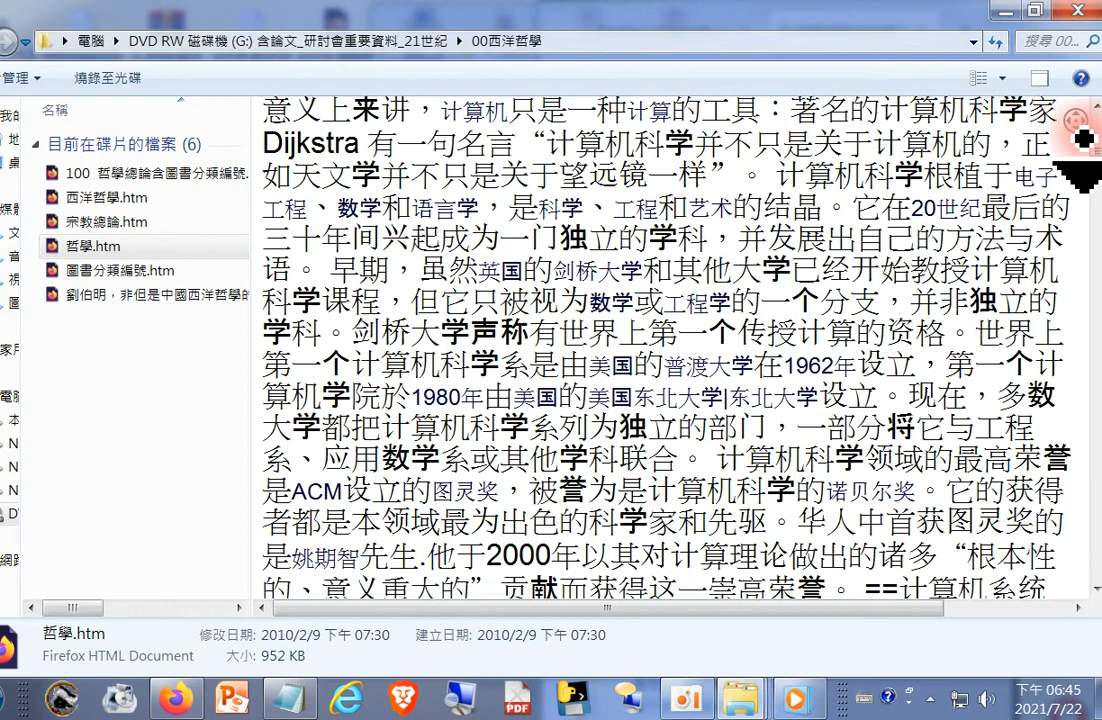 電腦 ▸ DVD RW 磁碟機 (G:) 含論文_研討會重要資料_21世紀 ▸ 00西洋哲學
搜尋 00...
管理
燒錄至光碟
名稱
目前在碟片的檔案 (6)
100 哲學總論含圖書分類編號.
西洋哲學.htm
宗教總論.htm
哲學.htm
圖書分類編號.htm
劉伯明，非但是中國西洋哲學的
意义上来讲，计算机只是一种计算的工具：著名的计算机科学家
Dijkstra 有一句名言“计算机科学并不只是关于计算机的，正
如天文学并不只是关于望远镜一样”。 计算机科学根植于电子
工程、数学和语言学，是科学、工程和艺术的结晶。它在20世纪最后的
三十年间兴起成为一门独立的学科，并发展出自己的方法与术
语。 早期，虽然英国的剑桥大学和其他大学已经开始教授计算机
科学课程，但它只被视为数学或工程学的一个分支，并非独立的
学科。剑桥大学声称有世界上第一个传授计算的资格。世界上
第一个计算机科学系是由美国的普渡大学在1962年设立，第一个计
算机学院於1980年由美国的美国东北大学|东北大学设立。现在，多数
大学都把计算机科学系列为独立的部门，一部分将它与工程
系、应用数学系或其他学科联合。 计算机科学领域的最高荣誉
是ACM设立的图灵奖，被誉为是计算机科学的诺贝尔奖。它的获得
者都是本领域最为出色的科学家和先驱。华人中首获图灵奖的
是姚期智先生.他于2000年以其对计算理论做出的诸多“根本性
的、意义重大的”贡献而获得这一崇高荣誉。 ==计算机系统
哲學.htm
修改日期: 2010/2/9 下午 07:30
建立日期: 2010/2/9 下午 07:30
Firefox HTML Document
大小: 952 KB
下午 06:45
2021/7/22